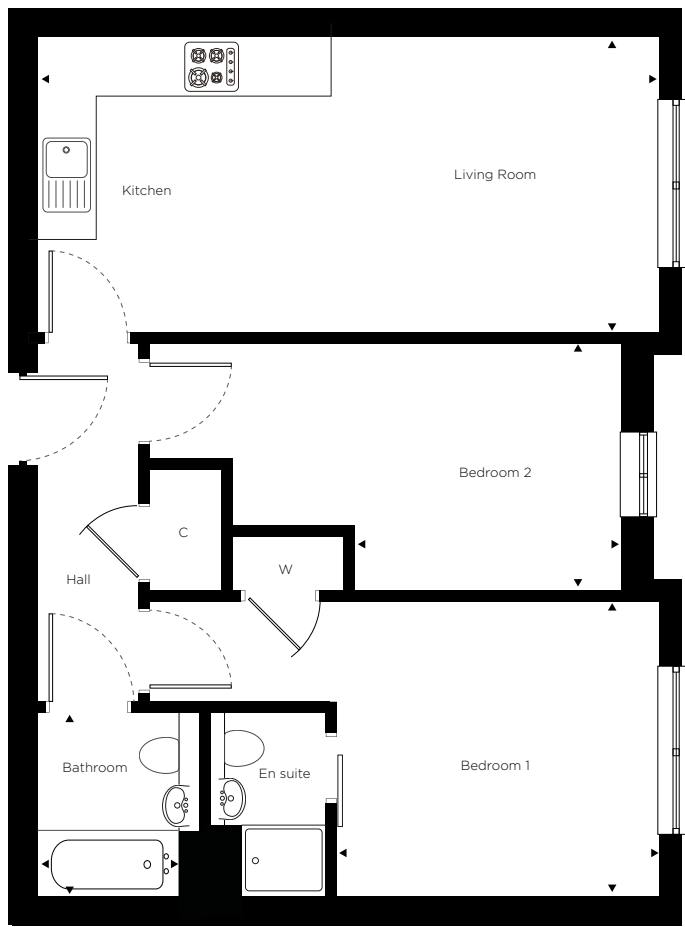 Living Room
Kitchen
Bedroom 2
C
W
Hall
Bathroom
En suite
Bedroom 1